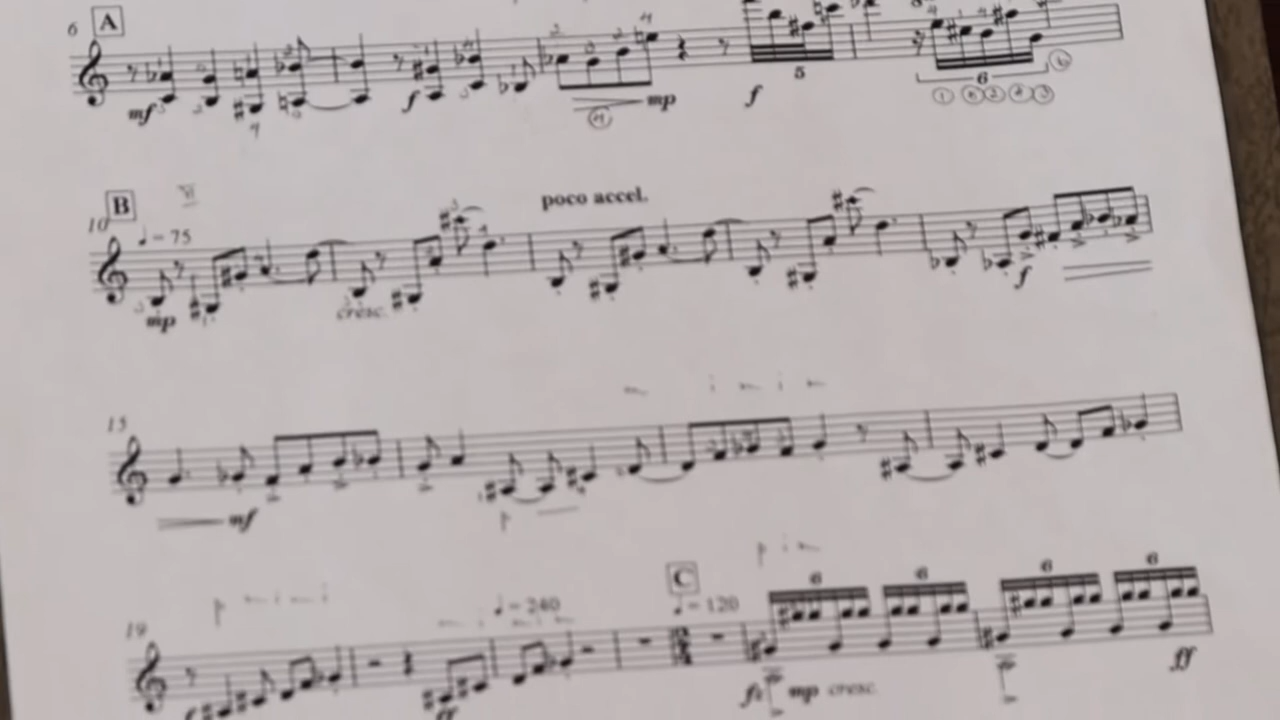 6 A
mf f mp f 5 6
4
B
10 ♩=75 poco accel.
mp cresc. f
15
mf
19 ♩=240 C ♩=120 6 6 6 6
mp cresc. ff